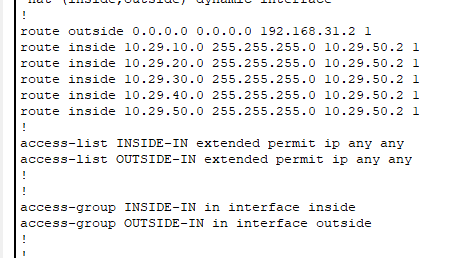 nat (inside,outside) dynamic interface
!
route outside 0.0.0.0 0.0.0.0 192.168.31.2 1
route inside 10.29.10.0 255.255.255.0 10.29.50.2 1
route inside 10.29.20.0 255.255.255.0 10.29.50.2 1
route inside 10.29.30.0 255.255.255.0 10.29.50.2 1
route inside 10.29.40.0 255.255.255.0 10.29.50.2 1
route inside 10.29.50.0 255.255.255.0 10.29.50.2 1
!
access-list INSIDE-IN extended permit ip any any
access-list OUTSIDE-IN extended permit ip any any
!
!
access-group INSIDE-IN in interface inside
access-group OUTSIDE-IN in interface outside
!
!